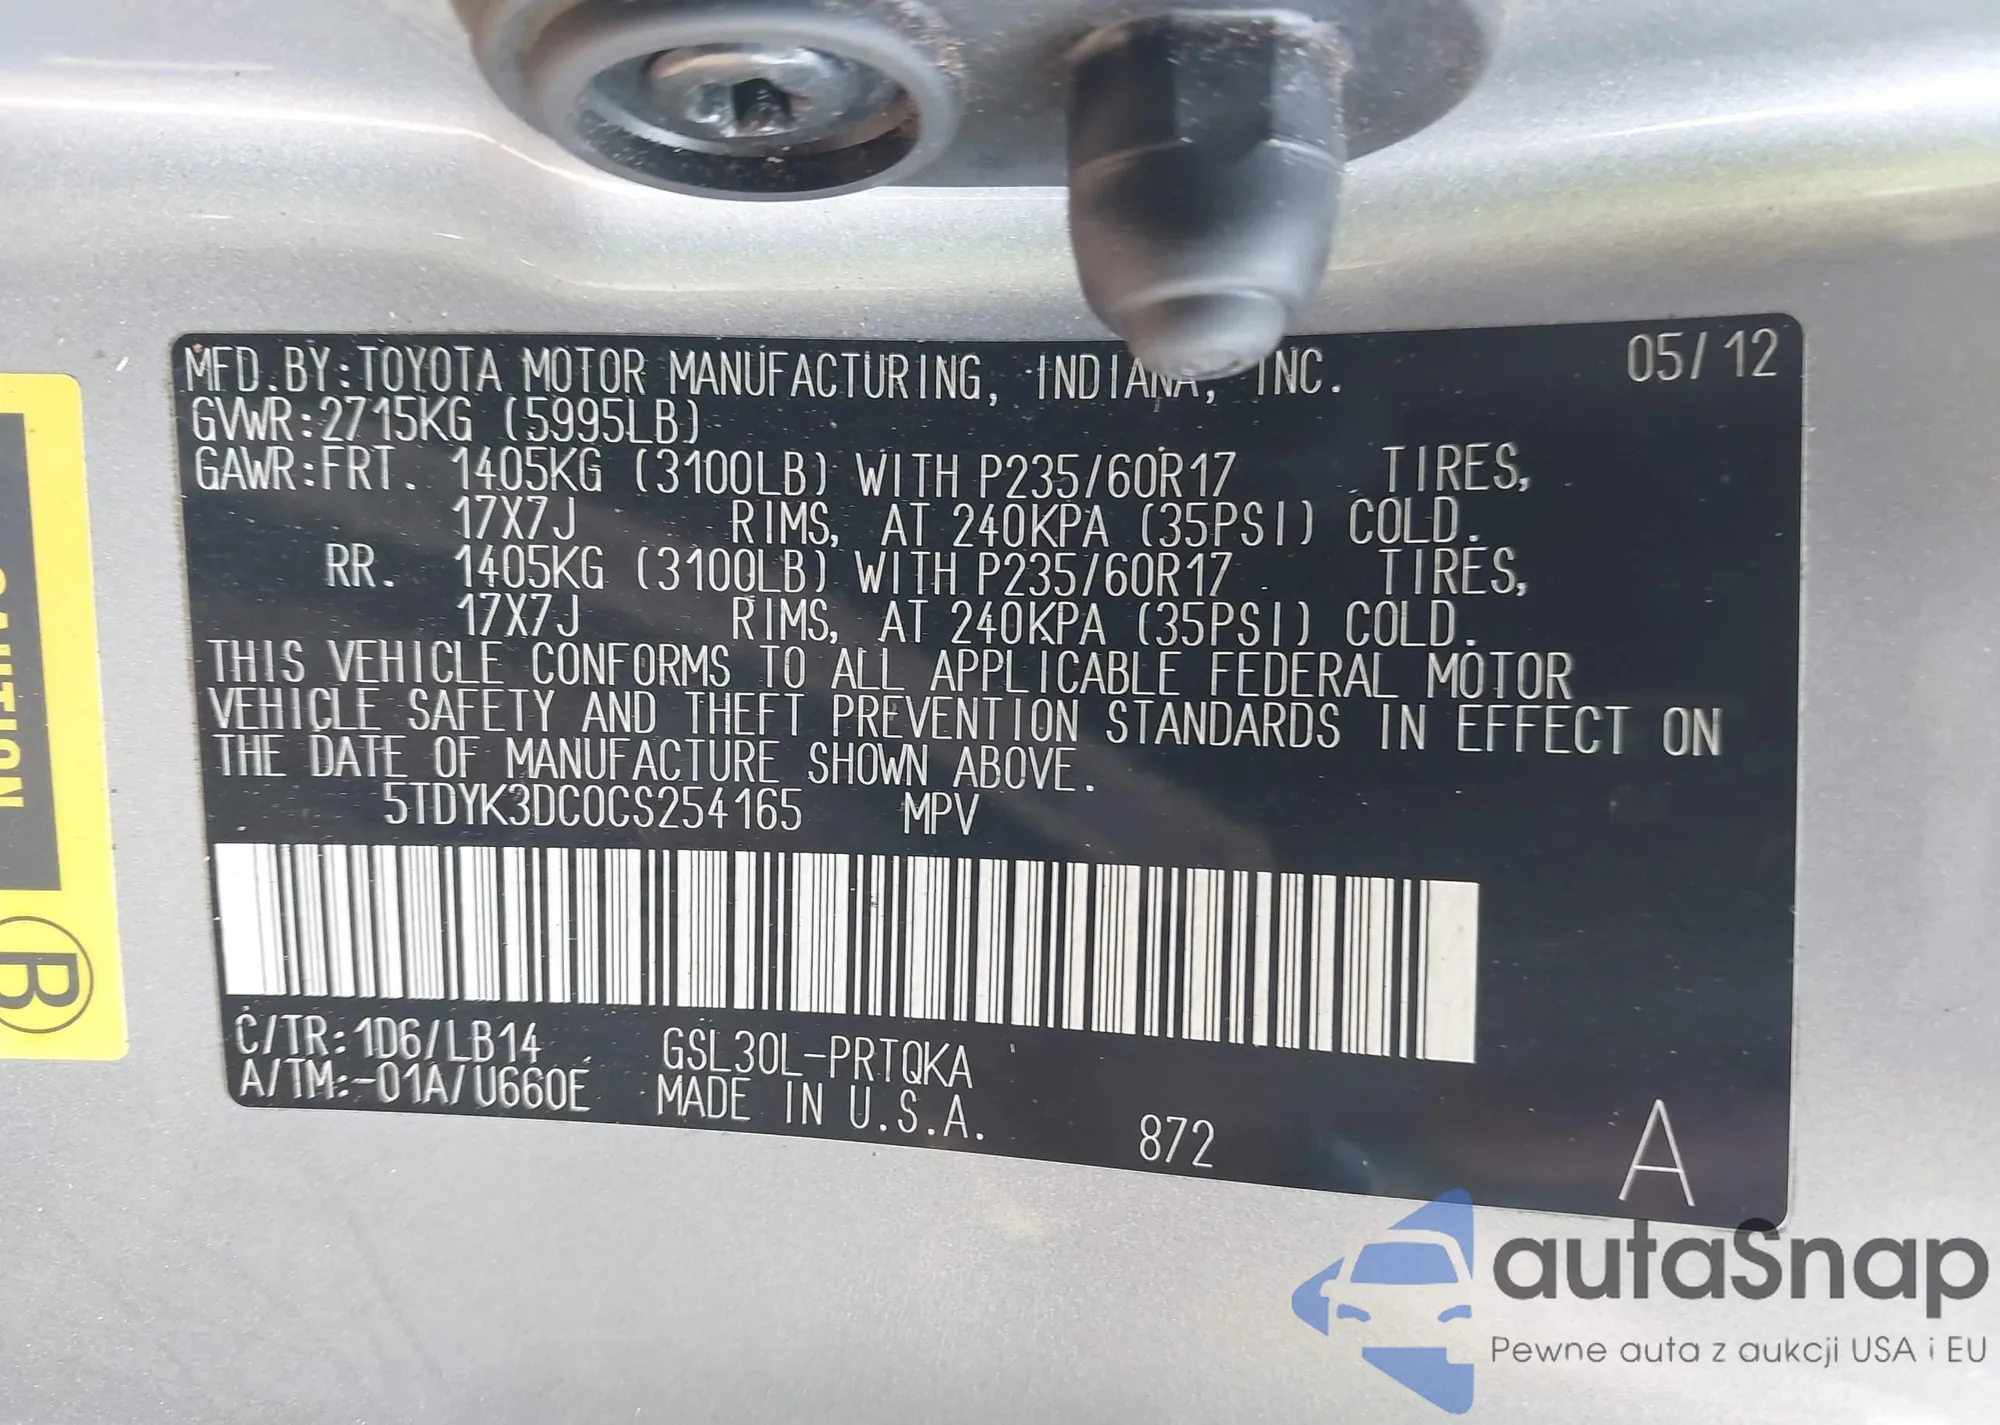 MFD.BY:TOYOTA MOTOR MANUFACTURING, INDIANA, INC. 05/12
GVWR:2715KG (5995LB)
GAWR:FRT. 1405KG (3100LB) WITH P235/60R17 TIRES,
17X7J RIMS, AT 240KPA (35PSI) COLD.
RR. 1405KG (3100LB) WITH P235/60R17 TIRES,
17X7J RIMS, AT 240KPA (35PSI) COLD.
THIS VEHICLE CONFORMS TO ALL APPLICABLE FEDERAL MOTOR
VEHICLE SAFETY AND THEFT PREVENTION STANDARDS IN EFFECT ON
THE DATE OF MANUFACTURE SHOWN ABOVE.
5TDYK3DC0CS254165 MPV
C/TR:1D6/LB14 GSL30L-PRTQKA
A/TM:-01A/U660E MADE IN U.S.A.
872
A
CAUTION
B
autaSnap
Pewne auta z aukcji USA i EU